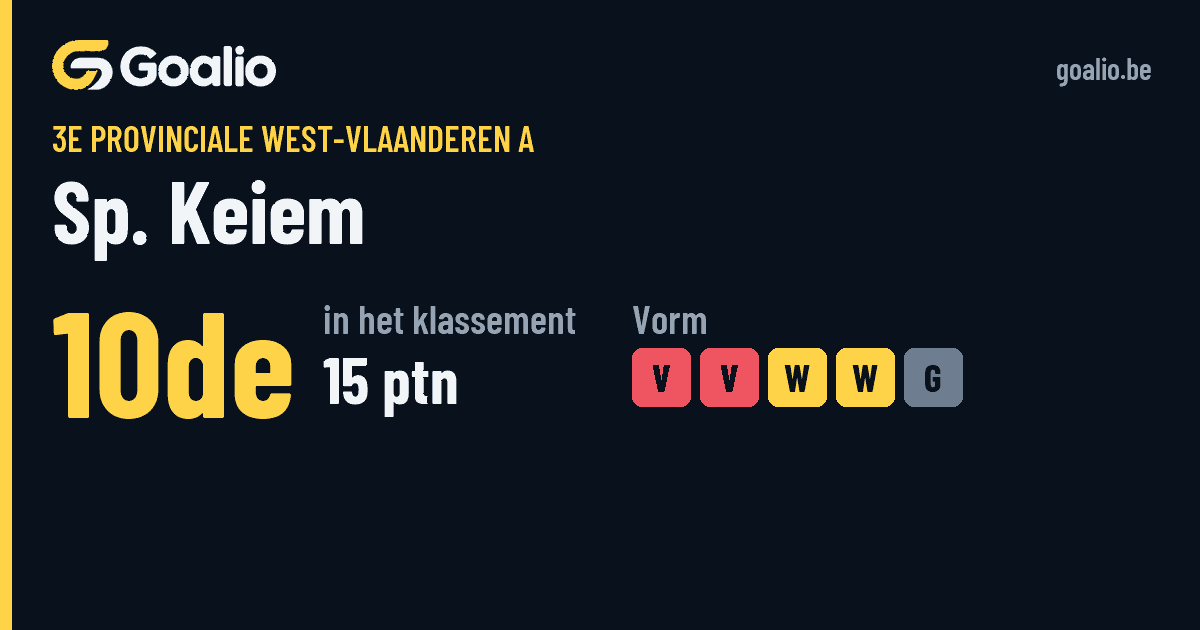 Goalio
goalio.be
3E PROVINCIALE WEST-VLAANDEREN A
Sp. Keiem
10de
in het klassement
15 ptn
Vorm
V V W W G